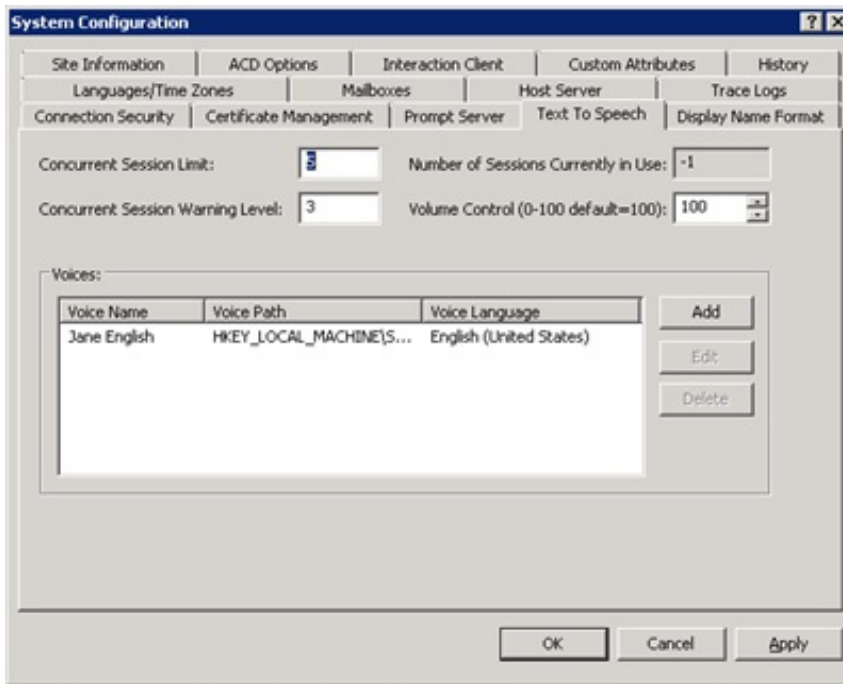 System Configuration
Site Information ACD Options Interaction Client Custom Attributes History
Languages/Time Zones Mailboxes Host Server Trace Logs
Connection Security Certificate Management Prompt Server Text To Speech Display Name Format
Concurrent Session Limit: 5 Number of Sessions Currently in Use: -1
Concurrent Session Warning Level: 3 Volume Control (0-100 default=100): 100
Voices:
Voice Name Voice Path Voice Language
Jane English HKEY_LOCAL_MACHINE\S... English (United States)
Add
Edit
Delete
OK Cancel Apply